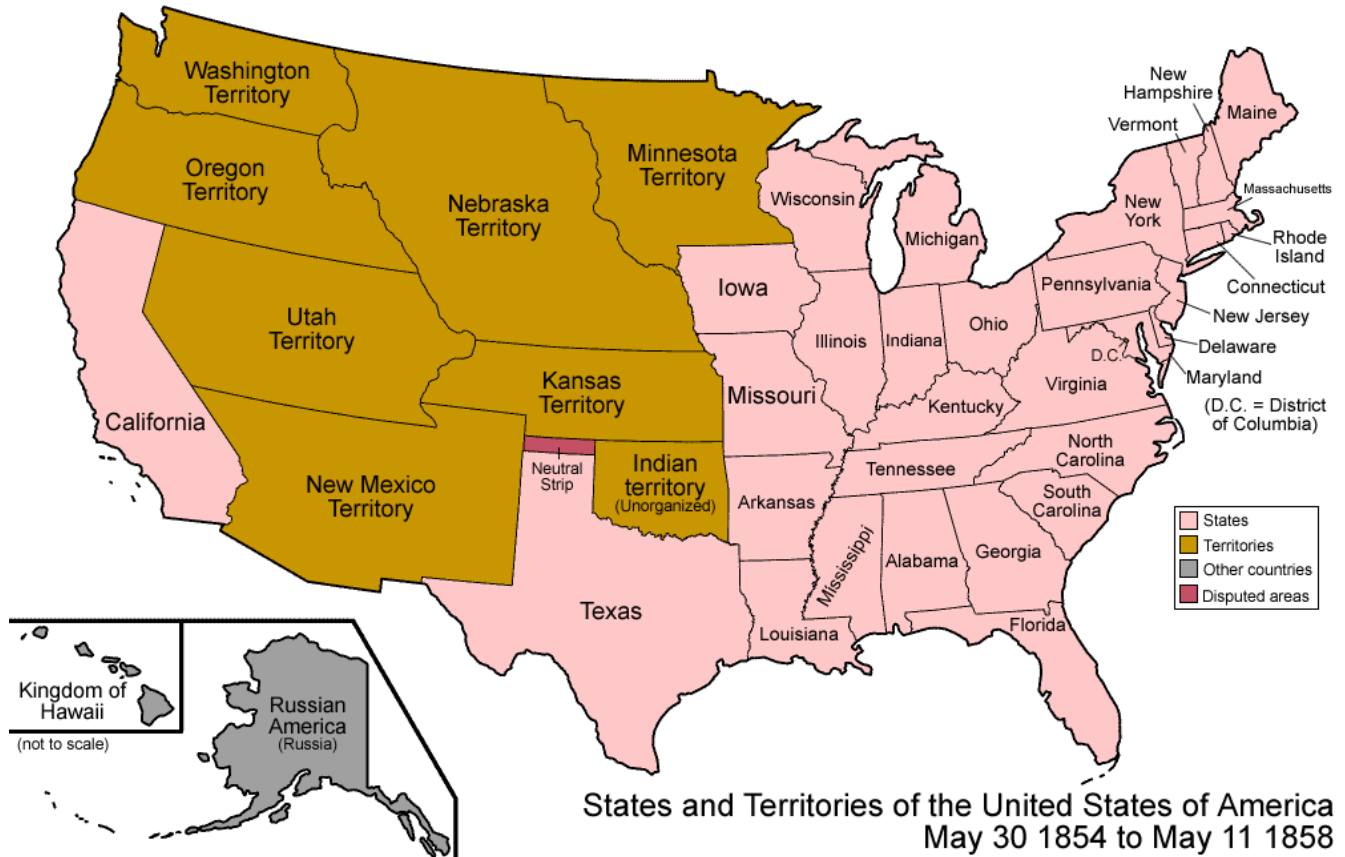 Washington
Territory
Oregon
Territory
California
Utah
Territory
Nebraska
Territory
Minnesota
Territory
Kansas
Territory
New Mexico
Territory
Neutral
Strip
Indian
territory
(Unorganized)
Texas
Iowa
Missouri
Arkansas
Louisiana
Wisconsin
Illinois
Michigan
Indiana
Ohio
Kentucky
Tennessee
Mississippi
Alabama
Georgia
Florida
South
Carolina
North
Carolina
Virginia
D.C.
Pennsylvania
New
York
Vermont
New
Hampshire
Maine
Massachusetts
Rhode
Island
Connecticut
New Jersey
Delaware
Maryland
(D.C. = District
of Columbia)
States
Territories
Other countries
Disputed areas
Kingdom of
Hawaii
(not to scale)
Russian
America
(Russia)
States and Territories of the United States of America
May 30 1854 to May 11 1858